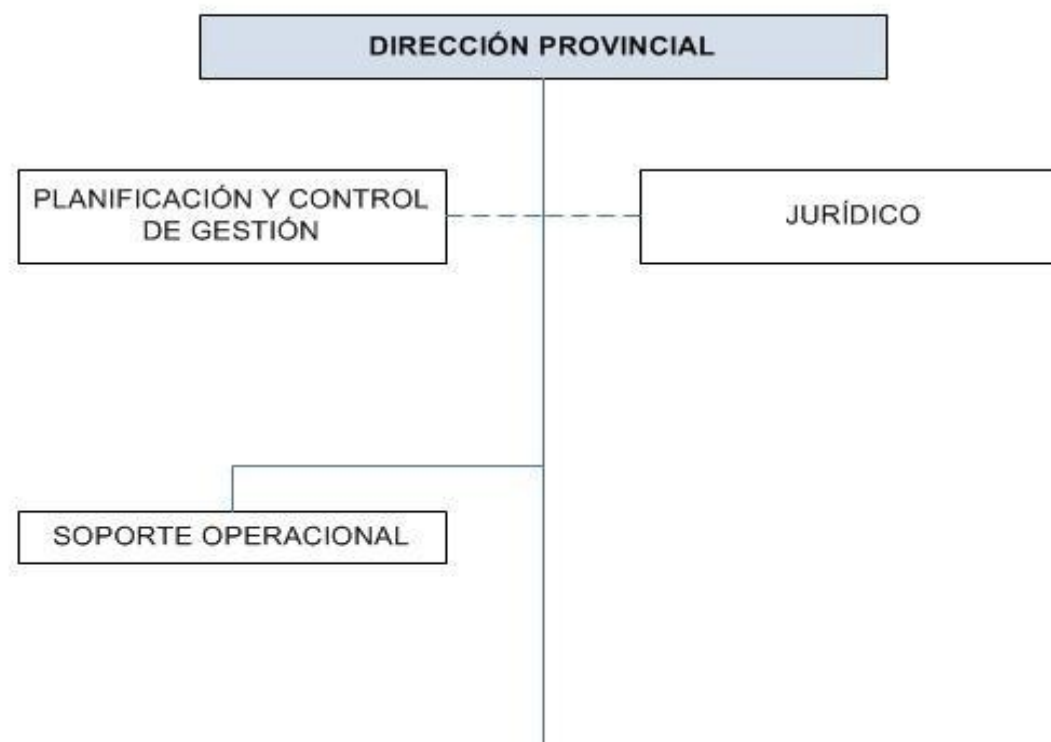 DIRECCIÓN PROVINCIAL
PLANIFICACIÓN Y CONTROL
DE GESTIÓN
JURÍDICO
SOPORTE OPERACIONAL